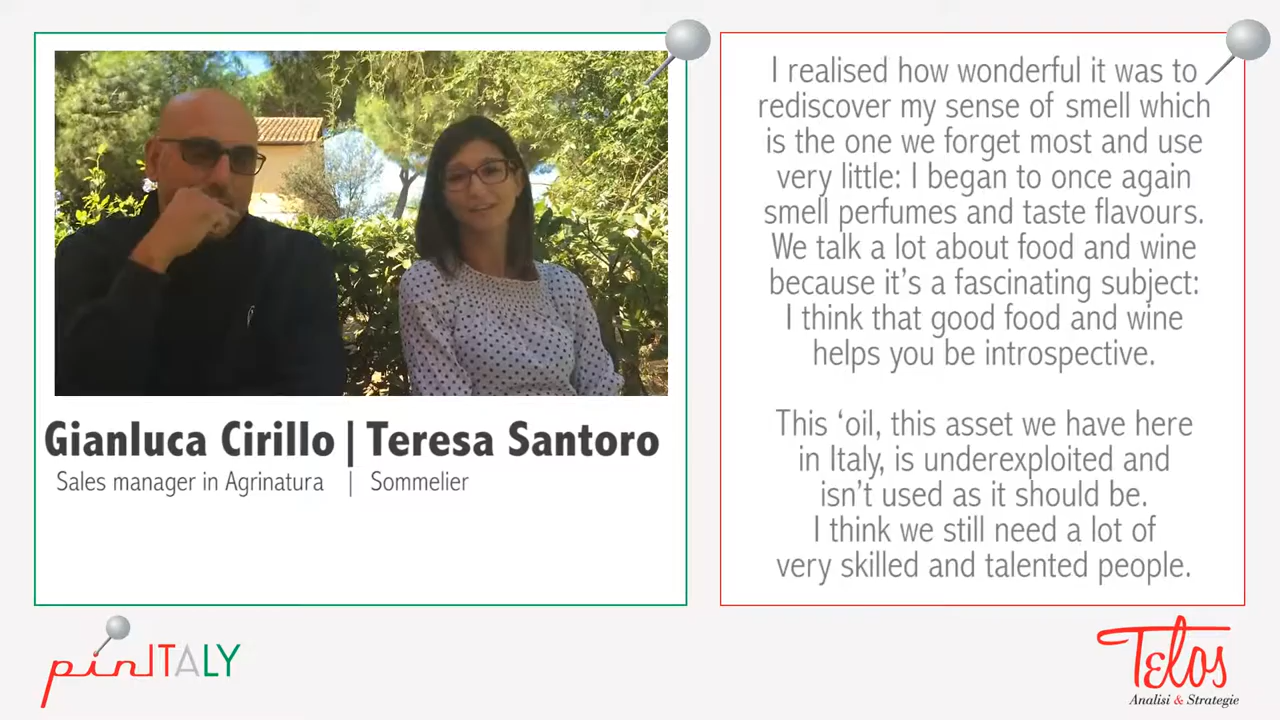 I realised how wonderful it was to
rediscover my sense of smell which
is the one we forget most and use
very little: I began to once again
smell perfumes and taste flavours.
We talk a lot about food and wine
because it's a fascinating subject:
I think that good food and wine
helps you be introspective.
This ‘oil, this asset we have here
in Italy, is underexploited and
isn't used as it should be.
I think we still need a lot of
very skilled and talented people.
Gianluca Cirillo | Teresa Santoro
Sales manager in Agrinatura | Sommelier
pinITALY
Telos
Analisi & Strategie